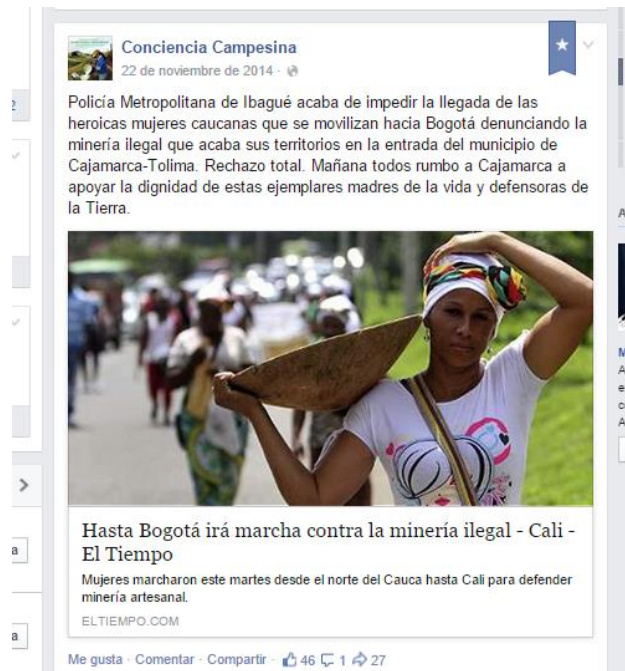 Conciencia Campesina
22 de noviembre de 2014 ·
Policía Metropolitana de Ibagué acaba de impedir la llegada de las
heroicas mujeres caucanas que se movilizan hacia Bogotá denunciando la
minería ilegal que acaba sus territorios en la entrada del municipio de
Cajamarca-Tolima. Rechazo total. Mañana todos rumbo a Cajamarca a
apoyar la dignidad de estas ejemplares madres de la vida y defensoras de
la Tierra.
Hasta Bogotá irá marcha contra la minería ilegal - Cali -
El Tiempo
Mujeres marcharon este martes desde el norte del Cauca hasta Cali para defender
minería artesanal.
ELTIEMPO.COM
Me gusta · Comentar · Compartir · 46 1 27